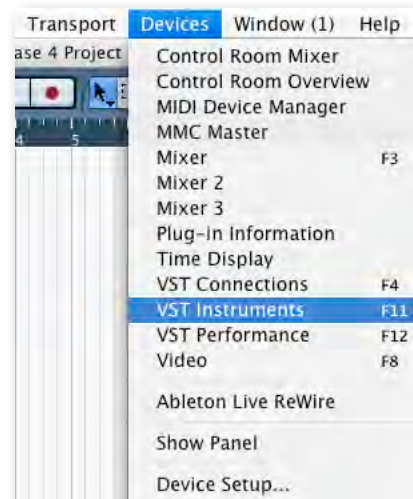 Transport Devices Window (1) Help
ase 4 Project
4 5
Control Room Mixer
Control Room Overview
MIDI Device Manager
MMC Master
Mixer F3
Mixer 2
Mixer 3
Plug-in Information
Time Display
VST Connections F4
VST Instruments F11
VST Performance F12
Video F8
Ableton Live ReWire
Show Panel
Device Setup...